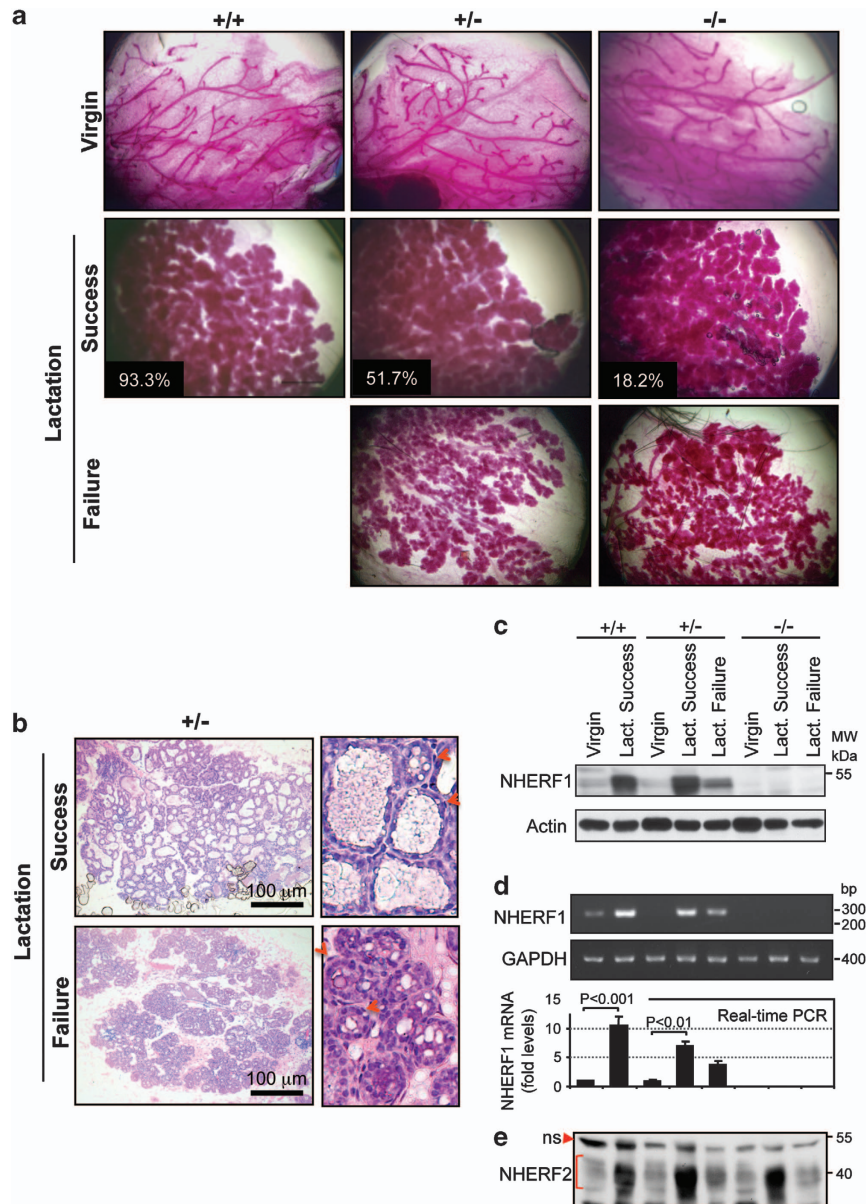 a
+/+ +/- -/-
Virgin
Lactation
Success
93.3% 51.7% 18.2%
Failure
b
+/-
Lactation
Success
100 µm
Failure
100 µm
c
+/+ +/- -/-
Virgin
Lact. Success
Virgin
Lact. Success
Lact. Failure
Virgin
Lact. Success
Lact. Failure
MW
kDa
NHERF1 55
Actin
d
bp
NHERF1 300
200
GAPDH 400
NHERF1 mRNA
(fold levels)
15
10
5
0
P<0.001
P<0.01
Real-time PCR
e
ns 55
NHERF2 40